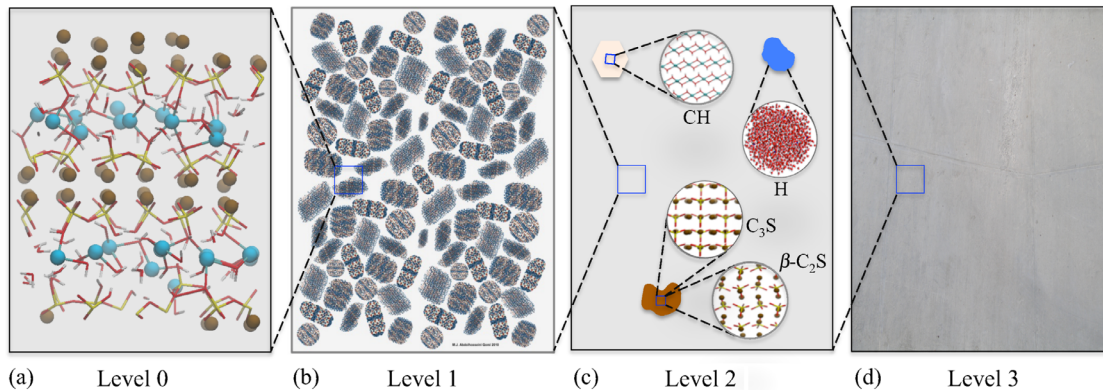 CH
H
C₃S
β-C₂S
(a) Level 0
(b) Level 1
(c) Level 2
(d) Level 3